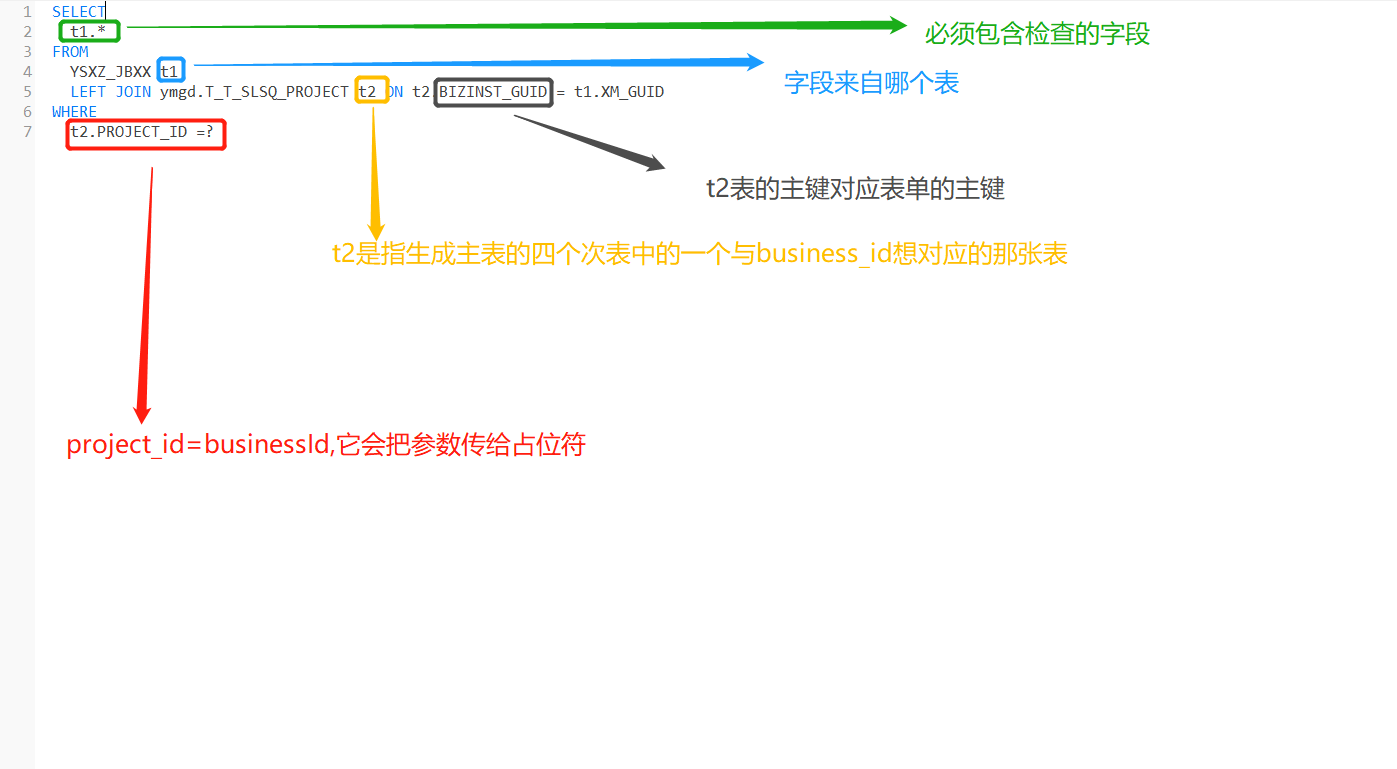 1 SELECT
2 t1.*
必须包含检查的字段
3 FROM
4 YSXZ_JBXX t1
字段来自哪个表
5 LEFT JOIN ymgd.T_T_SLSQ_PROJECT t2 ON t2 BIZINST_GUID = t1.XM_GUID
6 WHERE
7 t2.PROJECT_ID =?
t2表的主键对应表单的主键
t2是指生成主表的四个次表中的一个与business_id想对应的那张表
project_id=businessId,它会把参数传给占位符